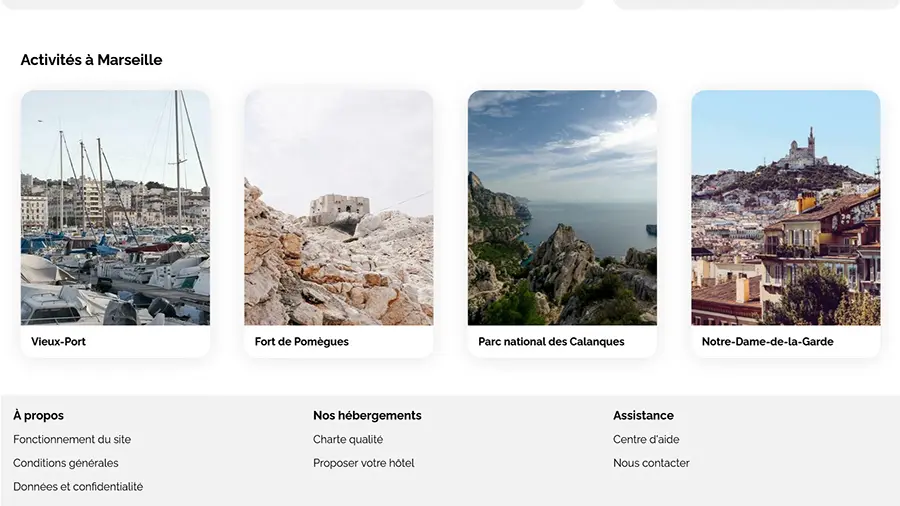 Activités à Marseille
Vieux-Port
Fort de Pomègues
Parc national des Calanques
Notre-Dame-de-la-Garde
À propos
Fonctionnement du site
Conditions générales
Données et confidentialité
Nos hébergements
Charte qualité
Proposer votre hôtel
Assistance
Centre d'aide
Nous contacter